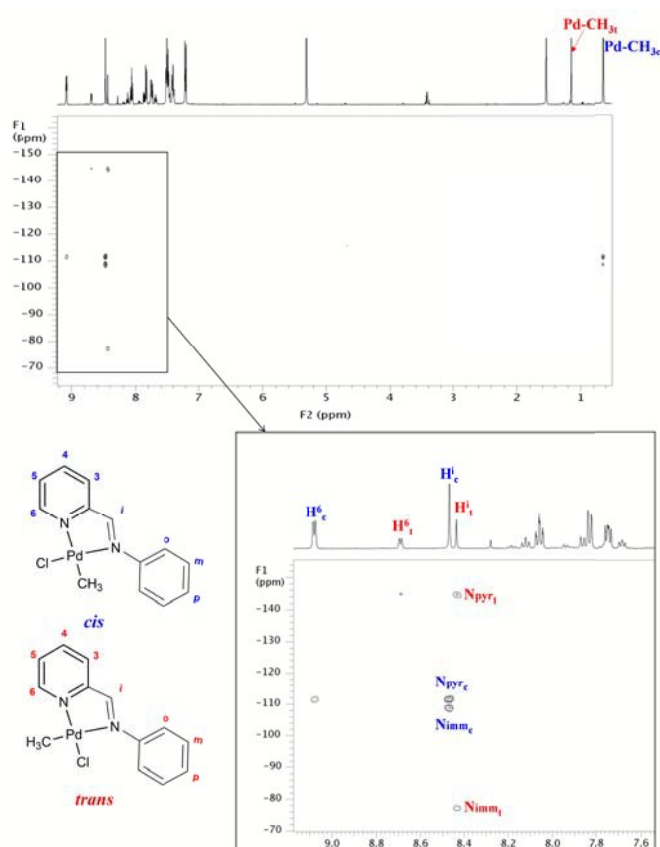 Pd-CH3t
Pd-CH3c
F1
(ppm)
-150
-140
-130
-120
-110
-100
-90
-80
-70
9 8 7 6 5 4 3 2 1
F2 (ppm)
4
5 3
6 i
N
N o
Cl Pd m
CH3
p
cis
4
5 3
6 i
N
N o
H3C Pd m
Cl
p
trans
H6c H6t Hic Hit
F1
(ppm)
-140 Npyrt
-130
-120
-110 Npyrc
Nimmc
-100
-90
-80 Nimmt
-70
9.0 8.8 8.6 8.4 8.2 8.0 7.8 7.6